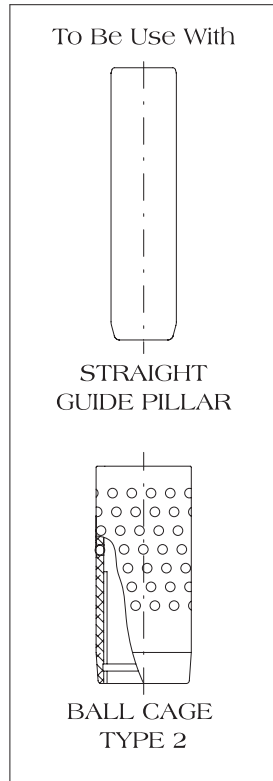 To Be Use With
STRAIGHT
GUIDE PILLAR
BALL CAGE
TYPE 2